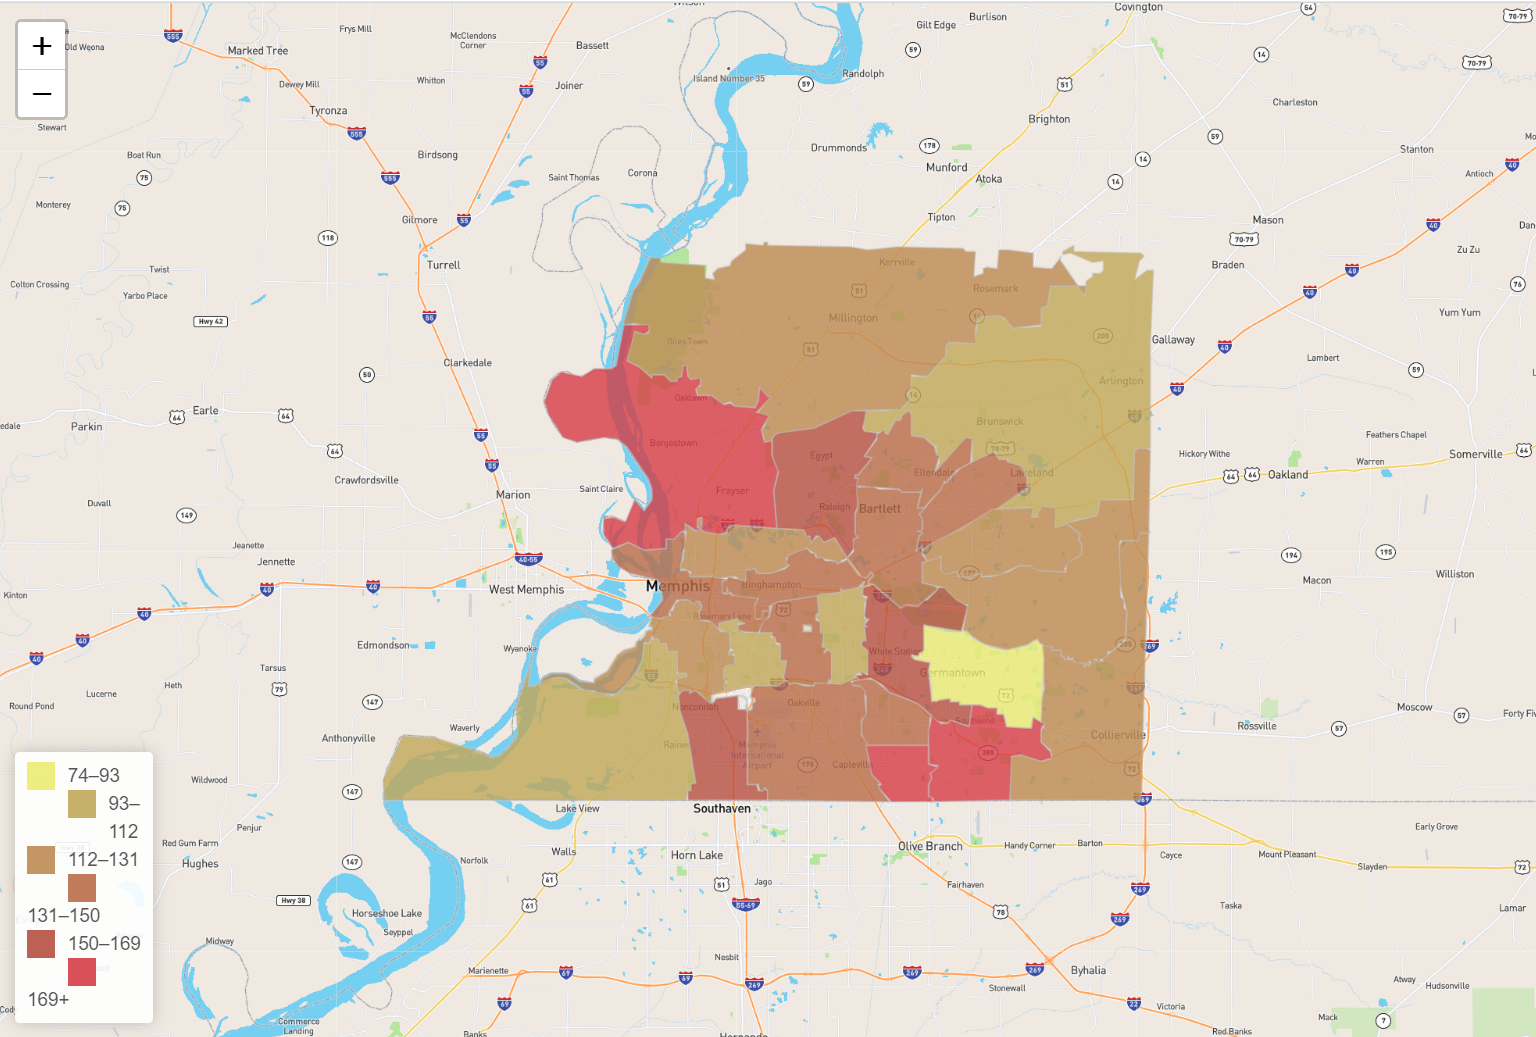 +
−
Old Weona
Marked Tree
Frys Mill
McClendons
Corner
Bassett
Wilson
Gilt Edge
Burlison
Covington
Island Number 35
Randolph
Dewey Mill
Whitton
Joiner
Tyronza
Brighton
Charleston
Stewart
Boat Run
Birdsong
Drummonds
Munford
Atoka
Stanton
Antioch
Saint Thomas
Corona
Monterey
Gilmore
Tipton
Mason
Turrell
Twist
Colton Crossing
Yarbo Place
Hwy 42
Kerrville
Rosemark
Braden
Zu Zu
Yum Yum
Millington
Giles Town
Gallaway
Lambert
Clarkedale
Arlington
Oaklawn
Brunswick
Earle
Parkin
Benjestown
Egypt
Ellendale
Lakeland
Feathers Chapel
Hickory Withe
Warren
Somerville
Oakland
Crawfordsville
Marion
Saint Claire
Frayser
Raleigh
Bartlett
Duvall
Jeanette
Jennette
Kinton
West Memphis
Memphis
Binghampton
Rosemary Lane
Macon
Williston
Edmondson
Wyanoke
White Station
Germantown
Tarsus
Heth
Lucerne
Round Pond
Waverly
Anthonyville
Nonconnah
Oakville
Southwind
Collierville
Rossville
Moscow
Raines
Memphis
International
Airport
Capleville
Wildwood
Southaven
Lake View
Penjur
Red Gum Farm
Hughes
Walls
Horn Lake
Olive Branch
Handy Corner
Barton
Cayce
Mount Pleasant
Early Grove
Slayden
Norfolk
Jago
Fairhaven
Hwy 38
Horseshoe Lake
Seyppel
Taska
Lamar
Midway
Nesbit
Marienette
Stonewall
Byhalia
Atway
Hudsonville
Victoria
Mack
Red Banks
Commerce
Landing
Banks
Hernando
74–93
93–
112
112–131
131–150
150–169
169+